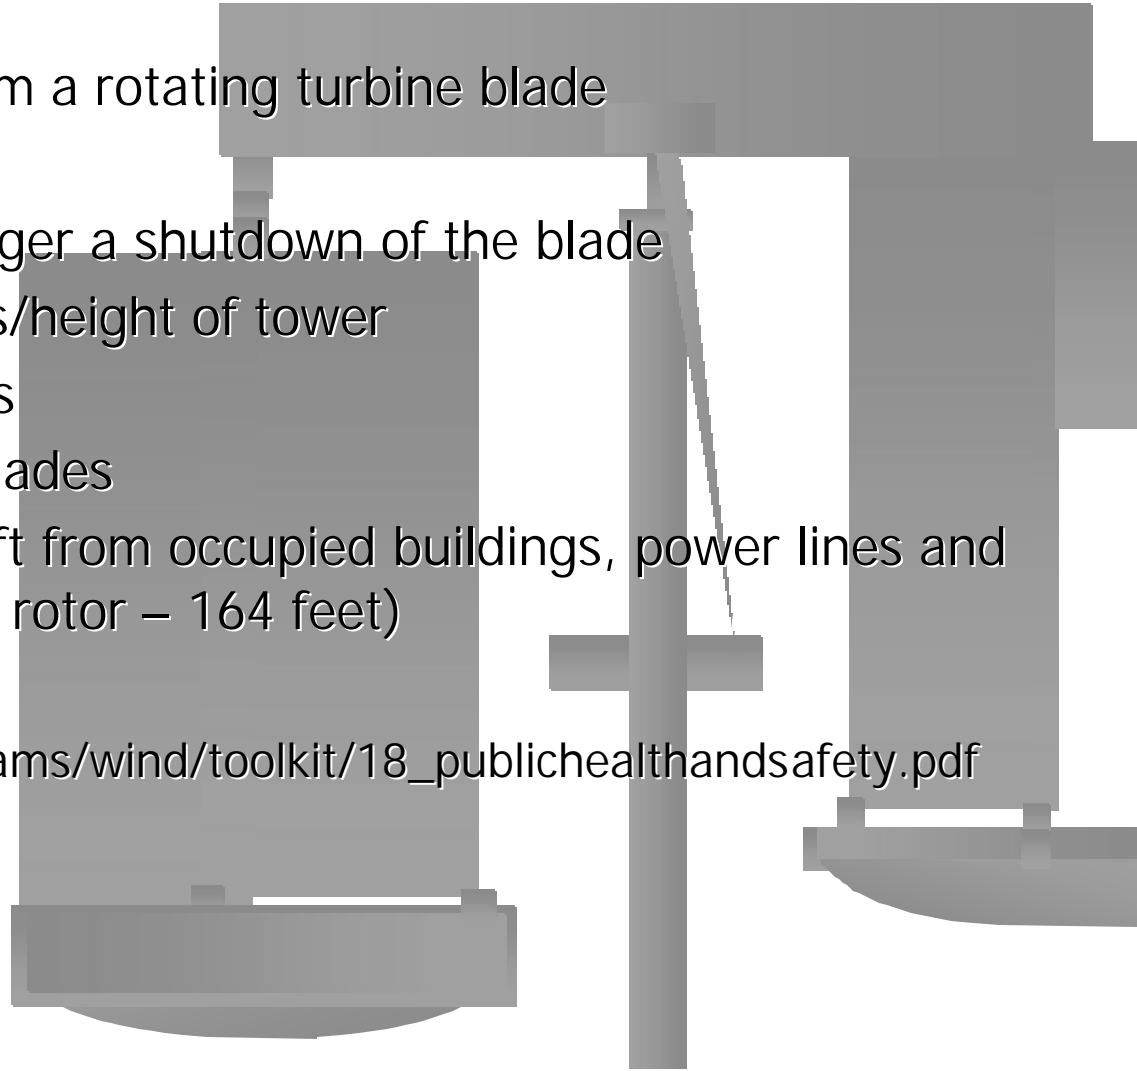 m a rotating turbine blade
ger a shutdown of the blade
s/height of tower
s
ades
ft from occupied buildings, power lines and
rotor – 164 feet)
ams/wind/toolkit/18_publichealthandsafety.pdf